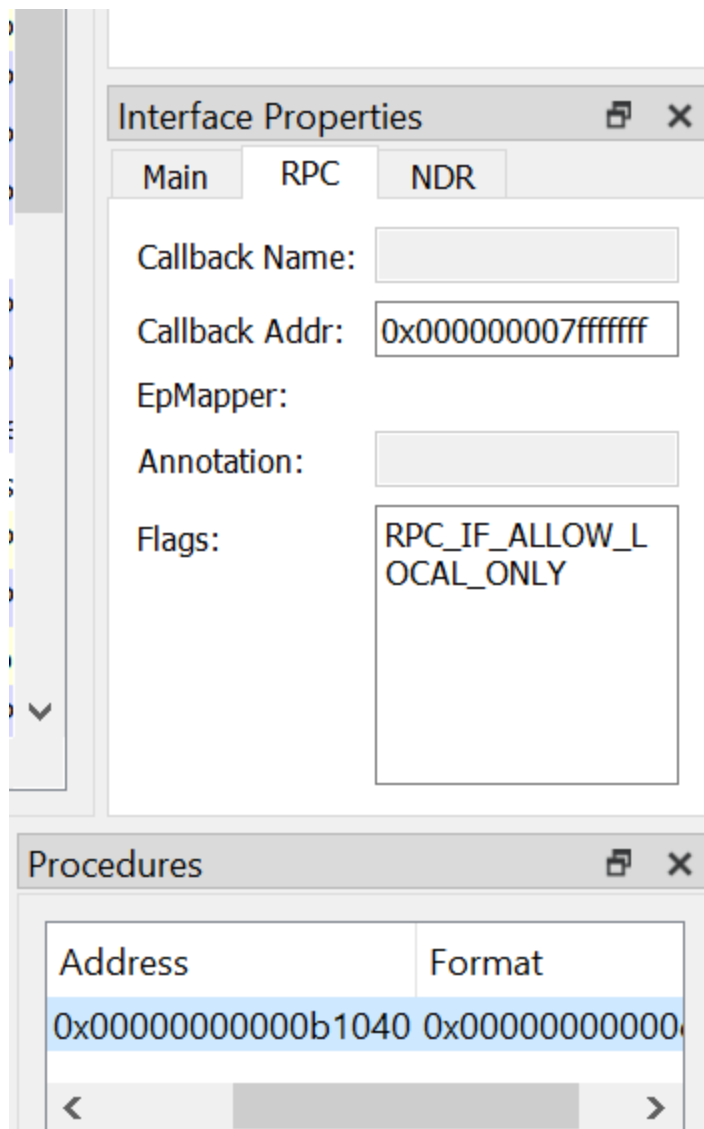 Interface Properties
Main RPC NDR
Callback Name:
Callback Addr: 0x000000007fffffff
EpMapper:
Annotation:
Flags: RPC_IF_ALLOW_L
OCAL_ONLY
Procedures
Address Format
0x00000000000b1040 0x00000000000